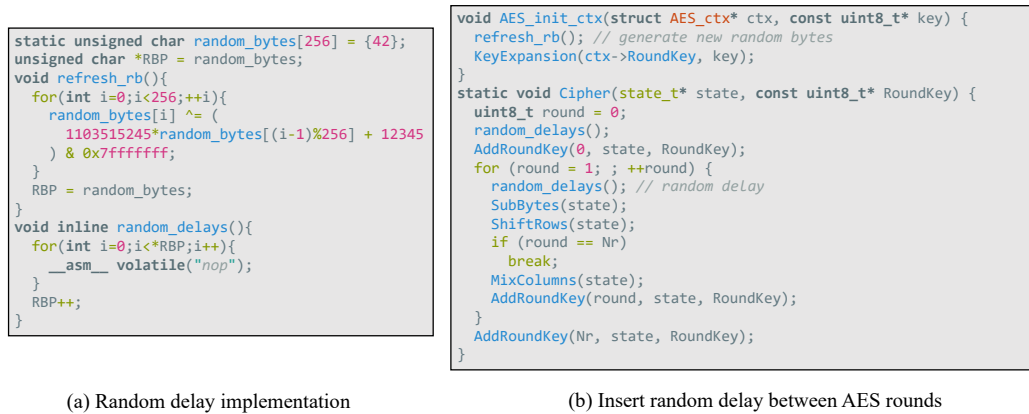 static unsigned char random_bytes[256] = {42};
unsigned char *RBP = random_bytes;
void refresh_rb(){
  for(int i=0;i<256;++i){
    random_bytes[i] ^= (
      1103515245*random_bytes[(i-1)%256] + 12345
    ) & 0x7fffffff;
  }
  RBP = random_bytes;
}
void inline random_delays(){
  for(int i=0;i<*RBP;i++){
    __asm__ volatile("nop");
  }
  RBP++;
}
(a) Random delay implementation
void AES_init_ctx(struct AES_ctx* ctx, const uint8_t* key) {
  refresh_rb(); // generate new random bytes
  KeyExpansion(ctx->RoundKey, key);
}
static void Cipher(state_t* state, const uint8_t* RoundKey) {
  uint8_t round = 0;
  random_delays();
  AddRoundKey(0, state, RoundKey);
  for (round = 1; ; ++round) {
    random_delays(); // random delay
    SubBytes(state);
    ShiftRows(state);
    if (round == Nr)
      break;
    MixColumns(state);
    AddRoundKey(round, state, RoundKey);
  }
  AddRoundKey(Nr, state, RoundKey);
}
(b) Insert random delay between AES rounds